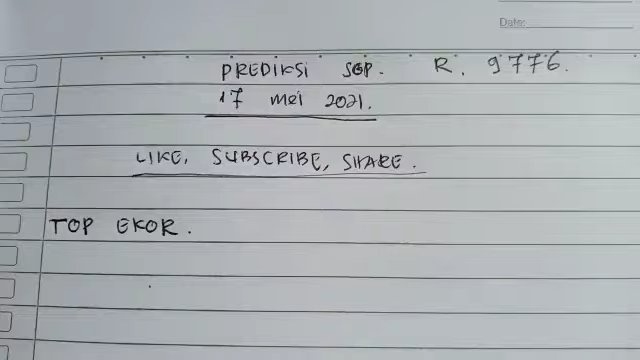 Date:
PREDIKSI SGP. R. 9776.
17 MEI 2021.
LIKE, SUBSCRIBE, SHARE.
TOP EKOR.